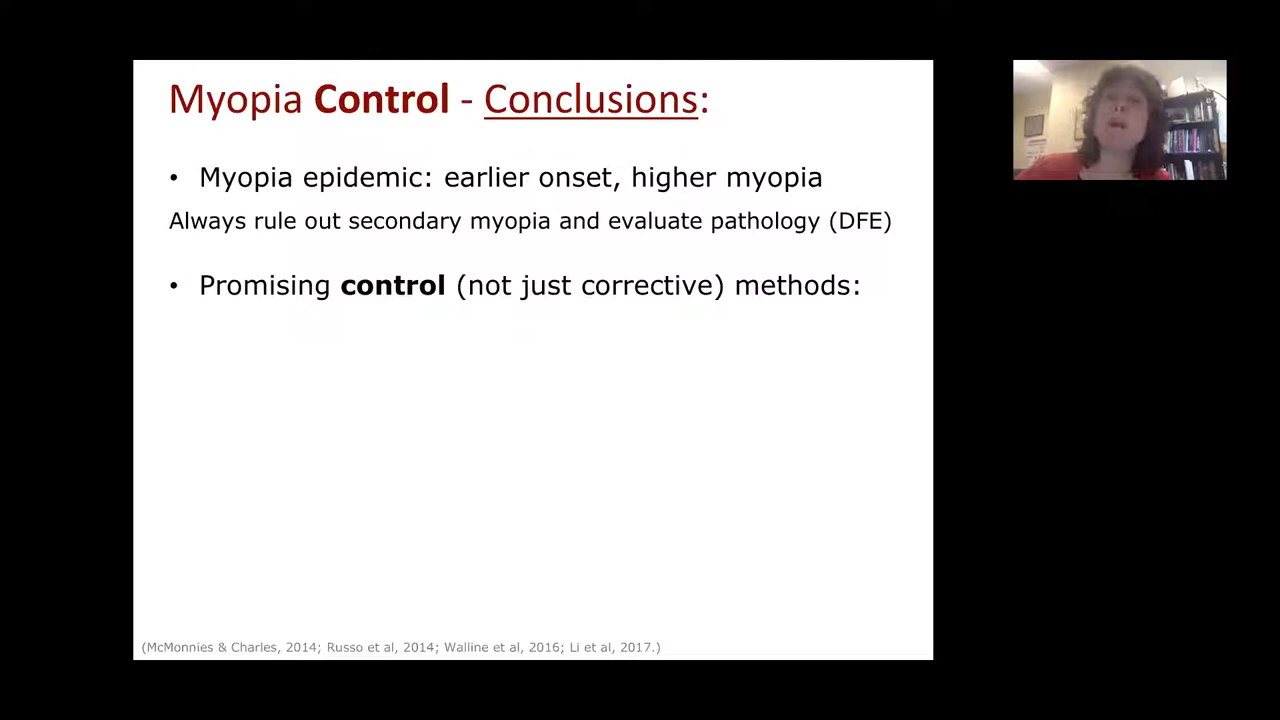 Myopia Control - Conclusions:
• Myopia epidemic: earlier onset, higher myopia
Always rule out secondary myopia and evaluate pathology (DFE)
• Promising control (not just corrective) methods:
(McMonnies & Charles, 2014; Russo et al, 2014; Walline et al, 2016; Li et al, 2017.)